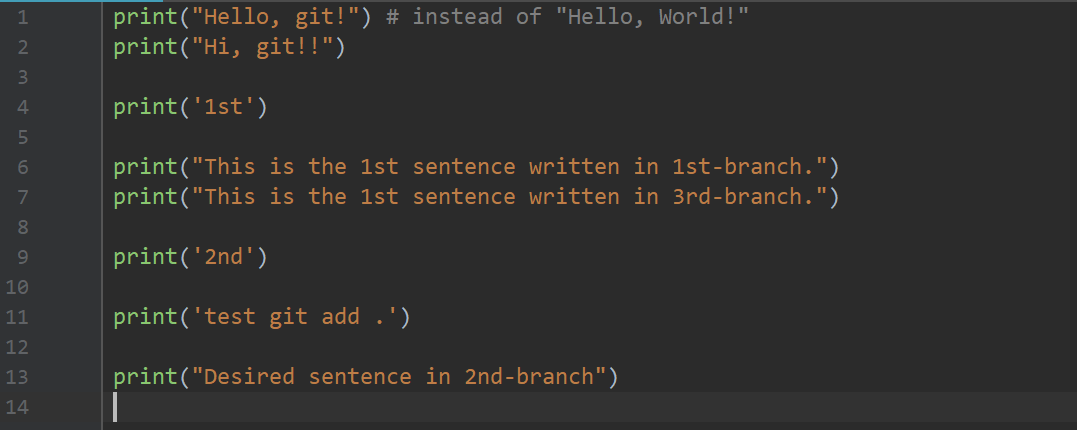 1 print("Hello, git!") # instead of "Hello, World!"
2 print("Hi, git!!")
3
4 print('1st')
5
6 print("This is the 1st sentence written in 1st-branch.")
7 print("This is the 1st sentence written in 3rd-branch.")
8
9 print('2nd')
10
11 print('test git add .')
12
13 print("Desired sentence in 2nd-branch")
14